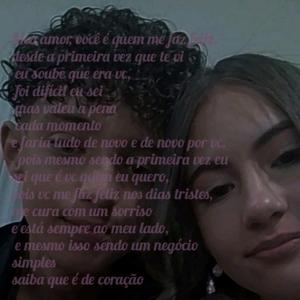 amor, você é quem me faz
desde a primeira vez que te vi
eu soube que era vc,
foi difícil eu sei
mas valeu a pena
cada momento
e faria tudo de novo e de novo por vc,
pois mesmo sendo a primeira vez eu
sei que é vc quem eu quero,
pois vc me faz feliz nos dias tristes,
me cura com um sorriso
e está sempre ao meu lado,
e mesmo isso sendo um negócio
simples
saiba que é de coração